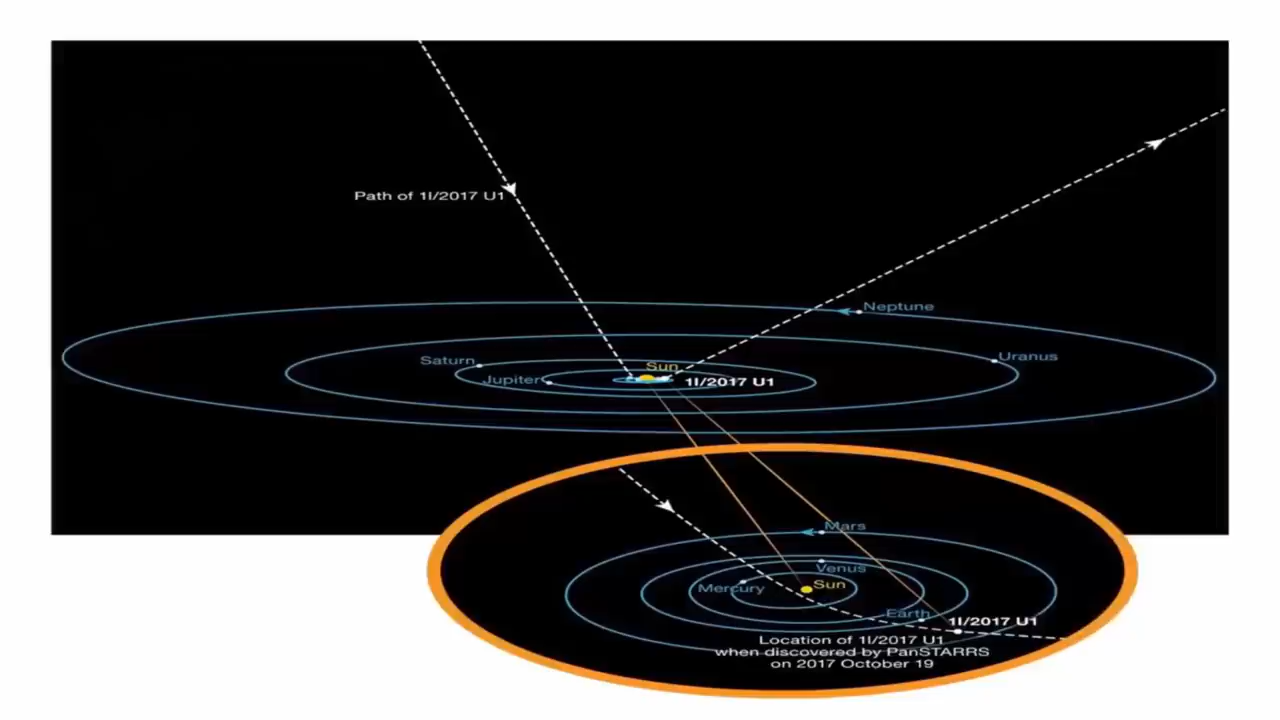 Path of 1I/2017 U1
Neptune
Saturn
Sun
Uranus
Jupiter
1I/2017 U1
Mars
Venus
Mercury
Sun
Earth
1I/2017 U1
Location of 1I/2017 U1
when discovered by PanSTARRS
on 2017 October 19